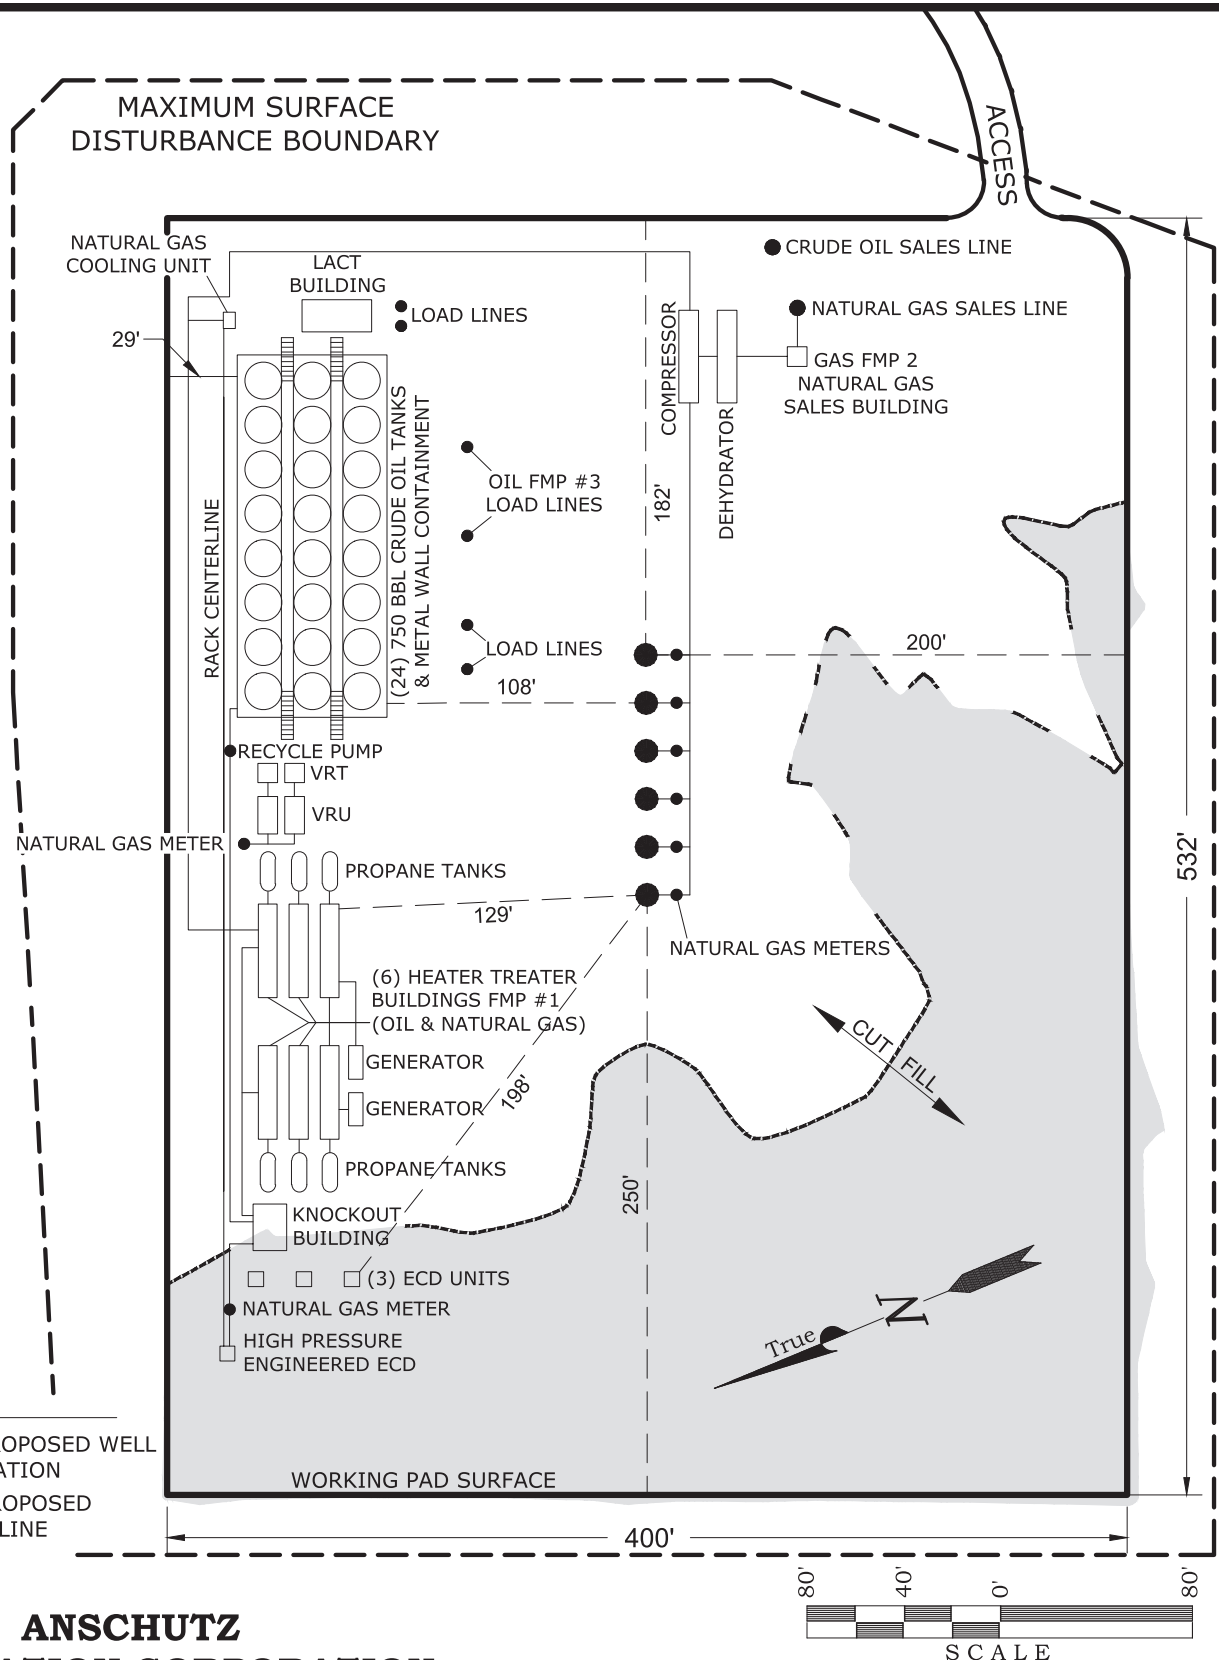 MAXIMUM SURFACE
DISTURBANCE BOUNDARY
ACCESS
NATURAL GAS
COOLING UNIT
LACT
BUILDING
LOAD LINES
CRUDE OIL SALES LINE
NATURAL GAS SALES LINE
29'
COMPRESSOR
DEHYDRATOR
GAS FMP 2
NATURAL GAS
SALES BUILDING
RACK CENTERLINE
(24) 750 BBL CRUDE OIL TANKS
& METAL WALL CONTAINMENT
OIL FMP #3
LOAD LINES
182'
LOAD LINES
200'
108'
RECYCLE PUMP
VRT
VRU
NATURAL GAS METER
PROPANE TANKS
532'
129'
NATURAL GAS METERS
(6) HEATER TREATER
BUILDINGS FMP #1
(OIL & NATURAL GAS)
CUT
FILL
GENERATOR
GENERATOR
198'
PROPANE TANKS
250'
KNOCKOUT
BUILDING
(3) ECD UNITS
NATURAL GAS METER
HIGH PRESSURE
ENGINEERED ECD
True
N
OPOSED WELL
ATION
OPOSED
LINE
WORKING PAD SURFACE
400'
80'
40'
0'
80'
SCALE
ANSCHUTZ